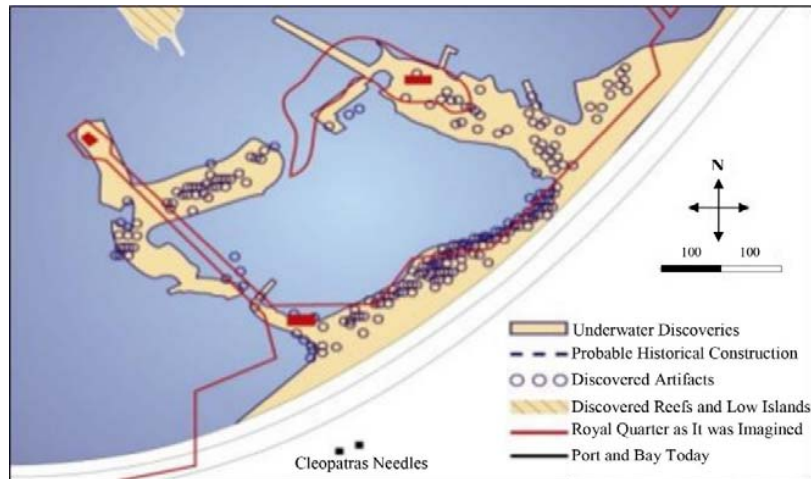 N
100 100
Underwater Discoveries
Probable Historical Construction
Discovered Artifacts
Discovered Reefs and Low Islands
Royal Quarter as It was Imagined
Port and Bay Today
Cleopatras Needles